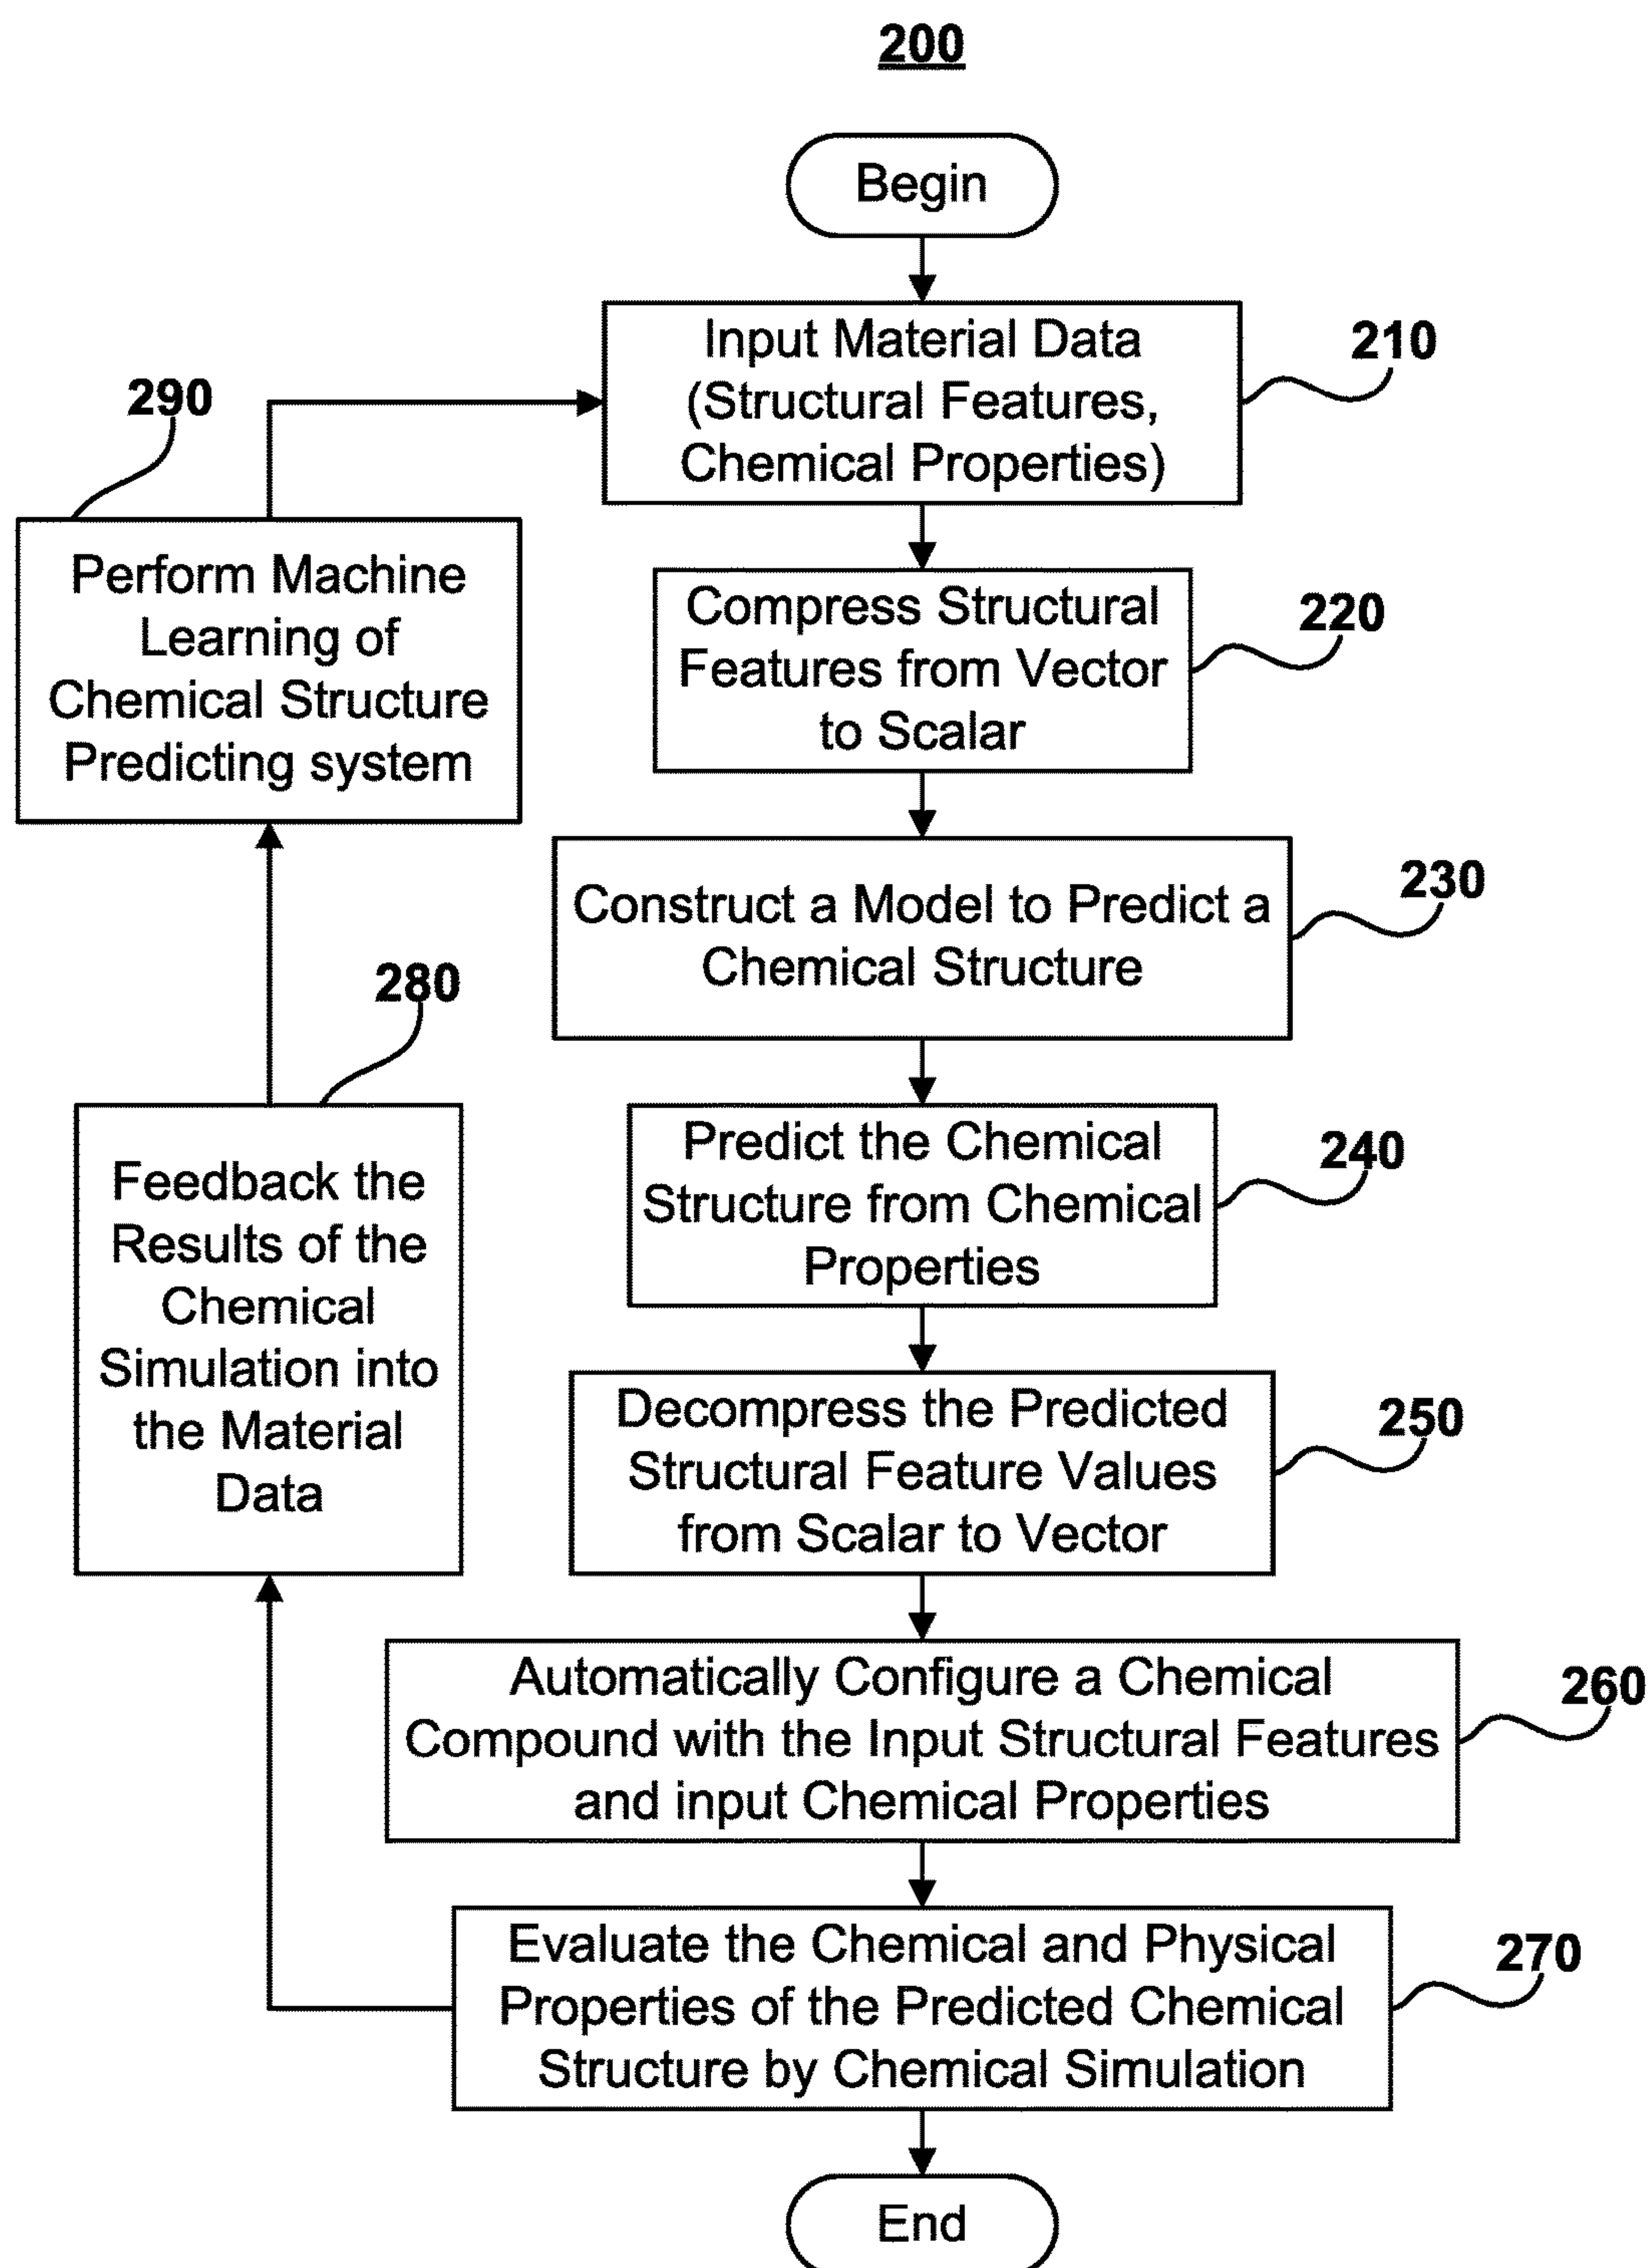 200
Begin
Input Material Data
(Structural Features,
Chemical Properties)
210
290
Perform Machine
Learning of
Chemical Structure
Predicting system
Compress Structural
Features from Vector
to Scalar
220
Construct a Model to Predict a
Chemical Structure
230
280
Feedback the
Results of the
Chemical
Simulation into
the Material
Data
Predict the Chemical
Structure from Chemical
Properties
240
Decompress the Predicted
Structural Feature Values
from Scalar to Vector
250
Automatically Configure a Chemical
Compound with the Input Structural Features
and input Chemical Properties
260
Evaluate the Chemical and Physical
Properties of the Predicted Chemical
Structure by Chemical Simulation
270
End